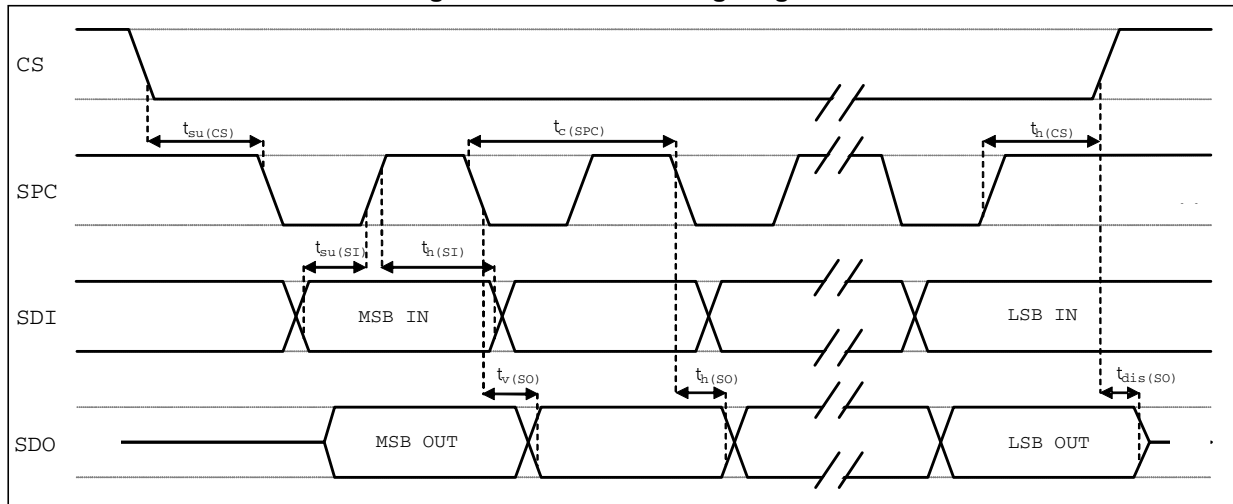 CS
t_su(CS)
t_c(SPC)
t_h(CS)
SPC
t_su(SI)
t_h(SI)
SDI
MSB IN
LSB IN
t_v(SO)
t_h(SO)
t_dis(SO)
SDO
MSB OUT
LSB OUT